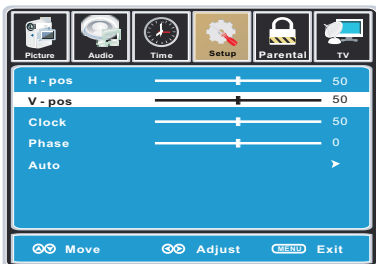 Picture Audio Time Setup Parental TV
H - pos 50
V - pos 50
Clock 50
Phase 0
Auto
Move Adjust MENU Exit